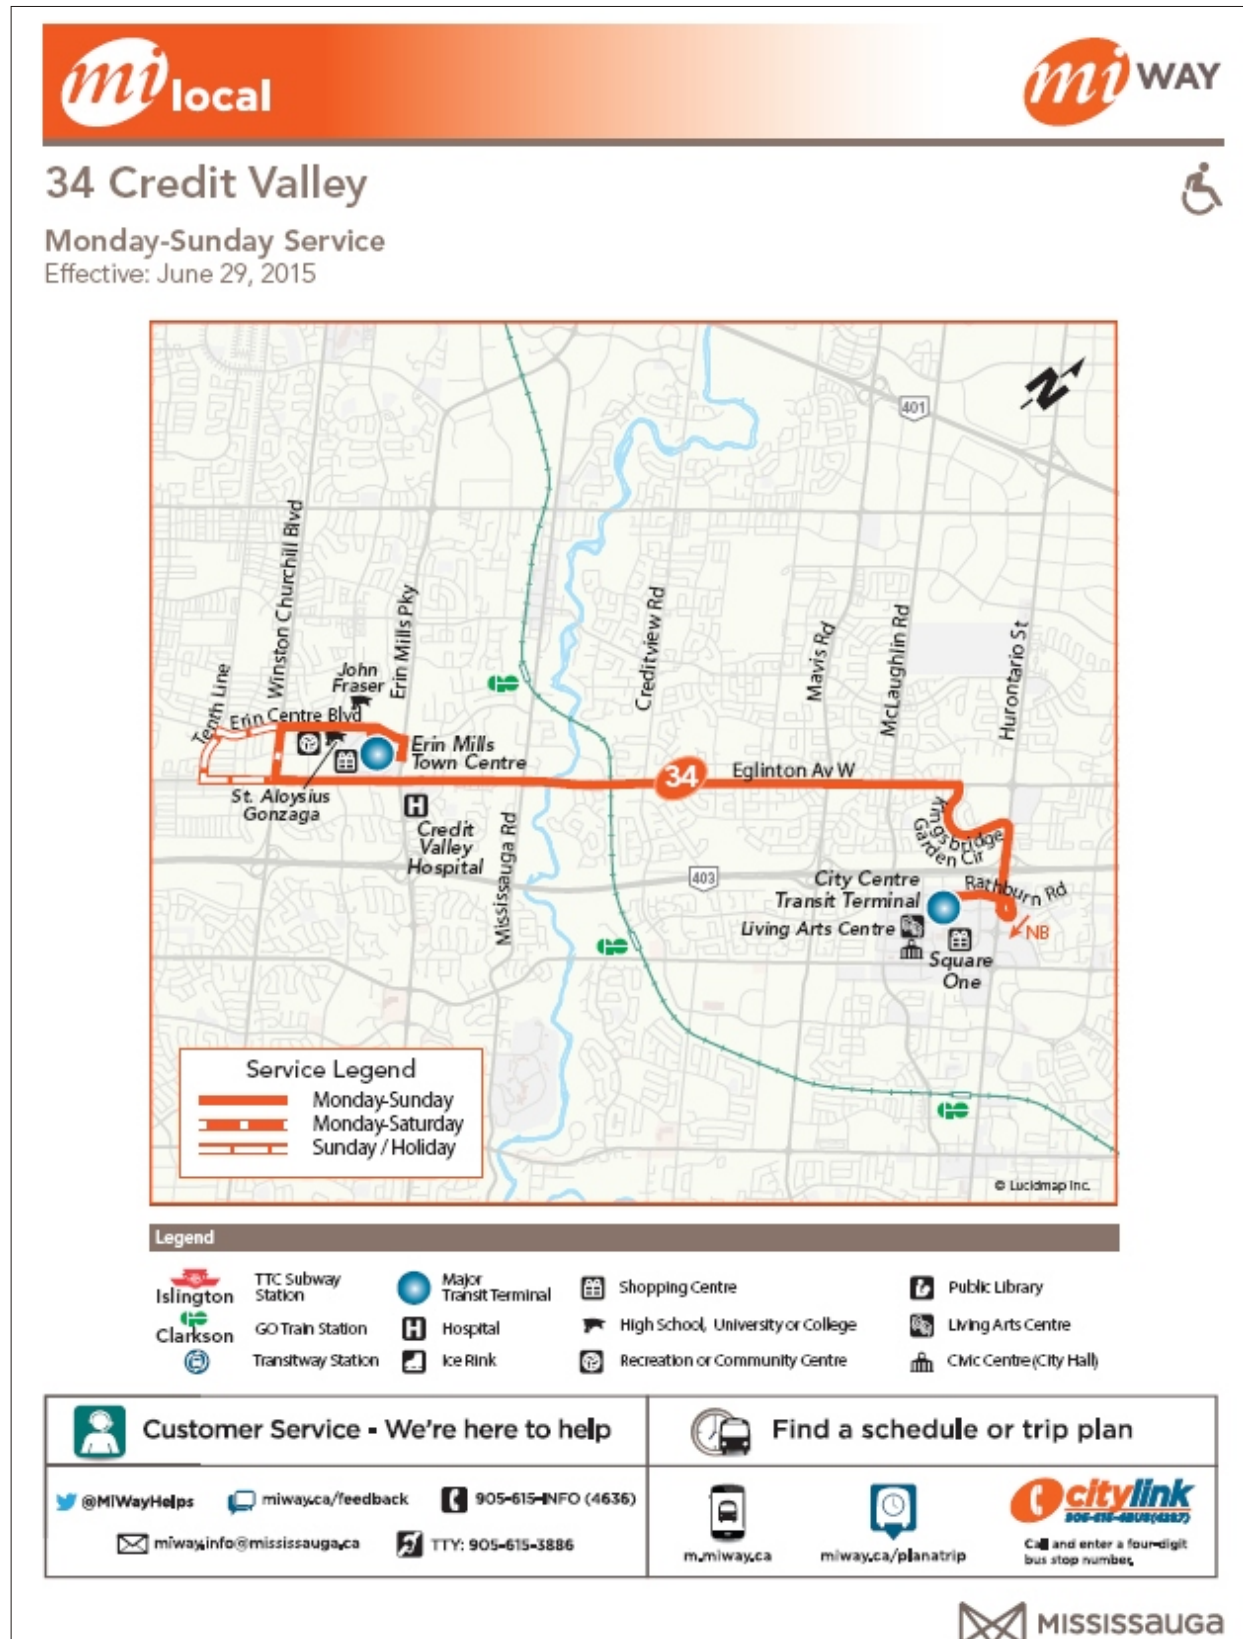 mi local
mi WAY
34 Credit Valley
Monday-Sunday Service
Effective: June 29, 2015
401
N
Winston Churchill Blvd
Erin Mills Pky
Creditview Rd
Mavis Rd
McLaughlin Rd
Hurontario St
Tenth Line
John
Fraser
Erin Centre Blvd
Erin Mills
Town Centre
34
Eglinton Av W
St. Aloysius
Gonzaga
H
Credit
Valley
Hospital
Mississauga Rd
Kingsbridge
Garden Cir
403
City Centre
Transit Terminal
Rathburn Rd
Living Arts Centre
NB
Square
One
Service Legend
Monday-Sunday
Monday-Saturday
Sunday / Holiday
© Lucidmap Inc.
Legend
Islington
TTC Subway
Station
Major
Transit Terminal
Shopping Centre
Public Library
Clarkson
GO Train Station
H
Hospital
High School, University or College
Living Arts Centre
Transitway Station
Ice Rink
Recreation or Community Centre
Civic Centre (City Hall)
Customer Service - We're here to help
Find a schedule or trip plan
@MiWayHelps
miway.ca/feedback
905-615-INFO (4636)
miway.info@mississauga.ca
TTY: 905-615-3886
m.miway.ca
miway.ca/planatrip
citylink
905-615-4BUS(4287)
Call and enter a four-digit
bus stop number.
MISSISSAUGA